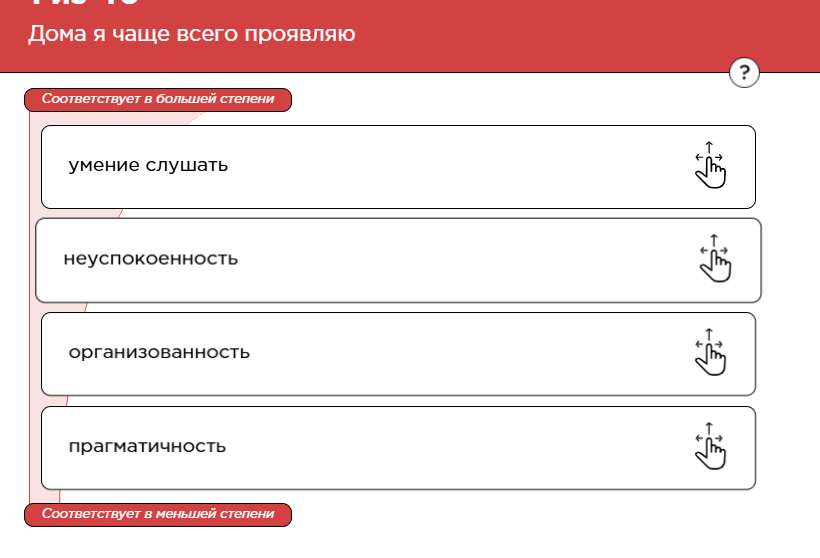 Дома я чаще всего проявляю
?
Соответствует в большей степени
умение слушать
неуспокоенность
организованность
прагматичность
Соответствует в меньшей степени